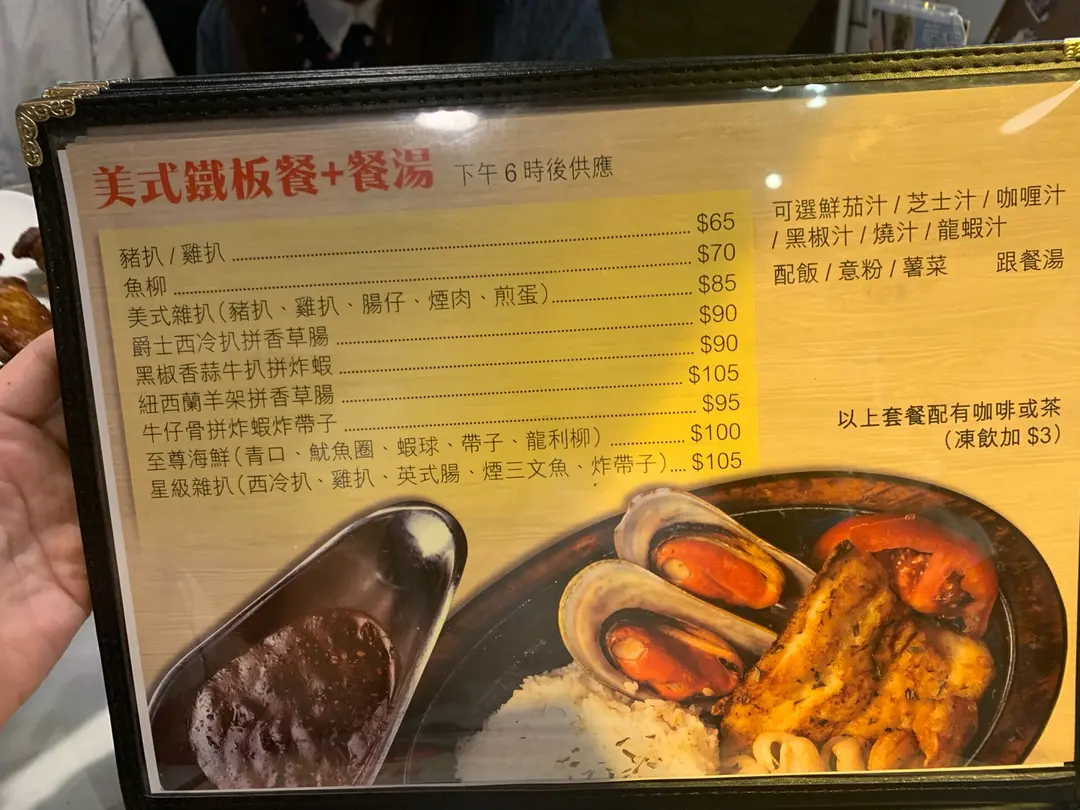 美式鐵板餐+餐湯 下午6時後供應
豬扒 / 雞扒 $65
魚柳 $70
美式雜扒(豬扒、雞扒、腸仔、煙肉、煎蛋) $85
爵士西冷扒拼香草腸 $90
黑椒香蒜牛扒拼炸蝦 $90
紐西蘭羊架拼香草腸 $105
牛仔骨拼炸蝦炸帶子 $95
至尊海鮮(青口、魷魚圈、蝦球、帶子、龍利柳) $100
星級雜扒(西冷扒、雞扒、英式腸、煙三文魚、炸帶子) $105
可選鮮茄汁 / 芝士汁 / 咖喱汁
/ 黑椒汁 / 燒汁 / 龍蝦汁
配飯 / 意粉 / 薯菜 跟餐湯
以上套餐配有咖啡或茶
(凍飲加 $3)